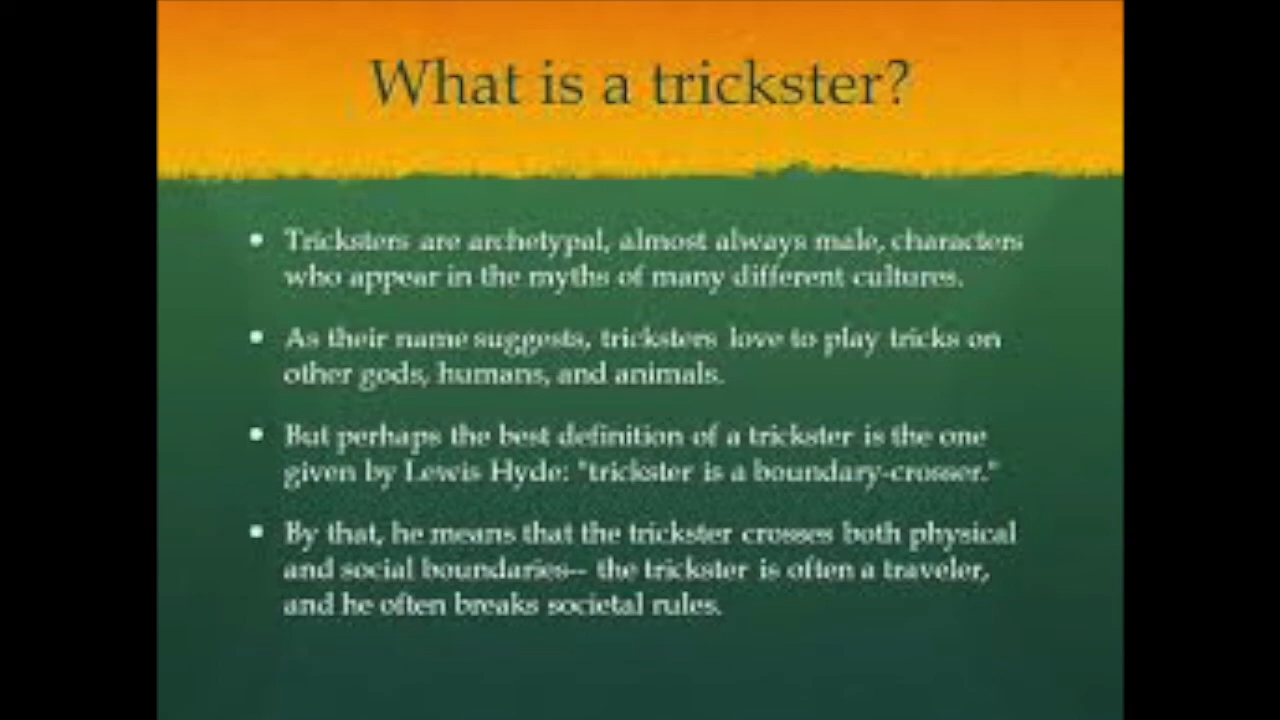 What is a trickster?
• Tricksters are archetypal, almost always male, characters
who appear in the myths of many different cultures.
• As their name suggests, tricksters love to play tricks on
other gods, humans, and animals.
• But perhaps the best definition of a trickster is the one
given by Lewis Hyde: "trickster is a boundary-crosser."
• By that, he means that the trickster crosses both physical
and social boundaries-- the trickster is often a traveler,
and he often breaks societal rules.